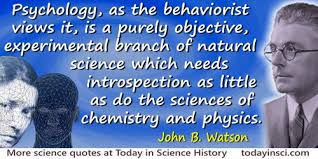 Psychology, as the behaviorist
views it, is a purely objective,
experimental branch of natural
science which needs
introspection as little
as do the sciences of
chemistry and physics.
John B. Watson
More science quotes at Today in Science History todayinsci.com